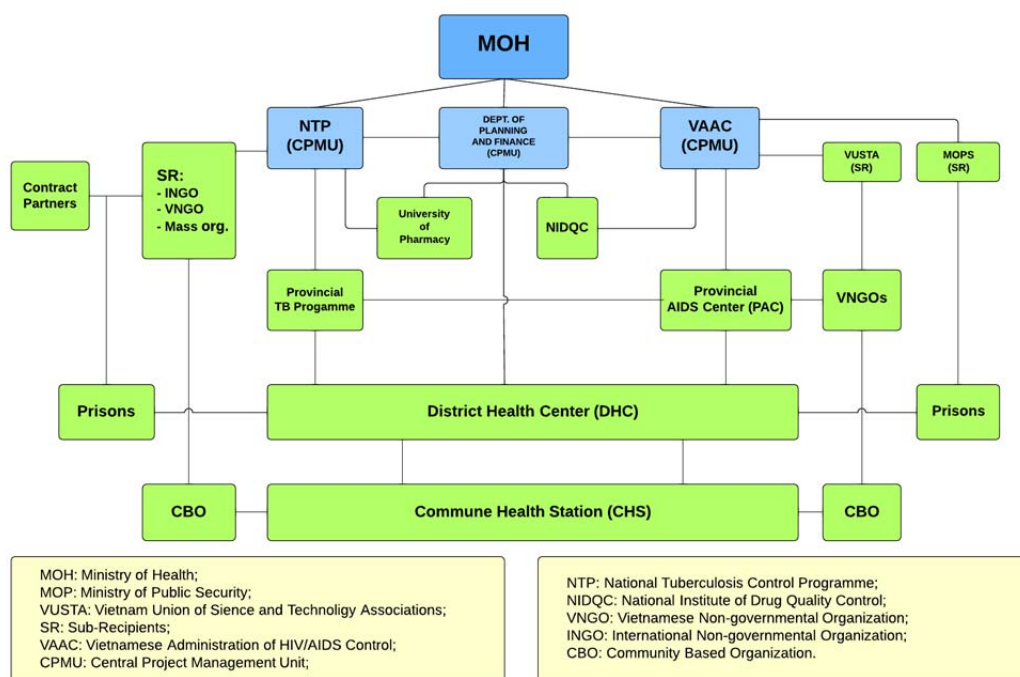 MOH
NTP
(CPMU)
DEPT. OF
PLANNING
AND FINANCE
(CPMU)
VAAC
(CPMU)
VUSTA
(SR)
MOPS
(SR)
Contract
Partners
SR:
- INGO
- VNGO
- Mass org.
University
of
Pharmacy
NIDQC
Provincial
TB Progamme
Provincial
AIDS Center (PAC)
VNGOs
Prisons
District Health Center (DHC)
Prisons
CBO
Commune Health Station (CHS)
CBO
MOH: Ministry of Health;
MOP: Ministry of Public Security;
VUSTA: Vietnam Union of Sience and Technoligy Associations;
SR: Sub-Recipients;
VAAC: Vietnamese Administration of HIV/AIDS Control;
CPMU: Central Project Management Unit;
NTP: National Tuberculosis Control Programme;
NIDQC: National Institute of Drug Quality Control;
VNGO: Vietnamese Non-governmental Organization;
INGO: International Non-governmental Organization;
CBO: Community Based Organization.